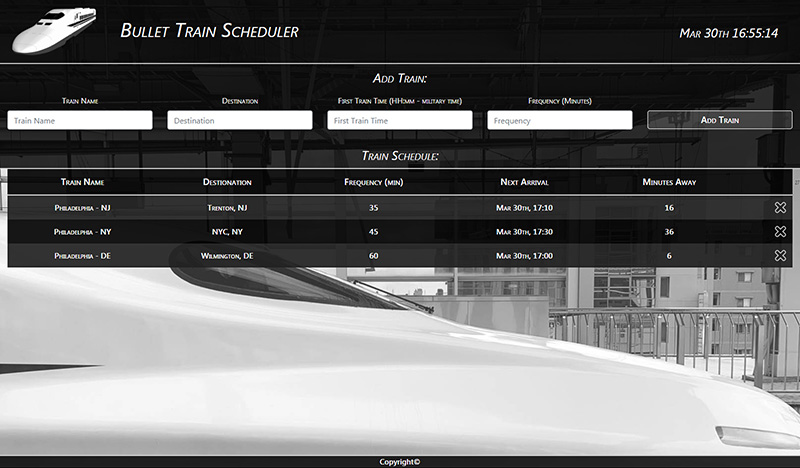 Bullet Train Scheduler
Mar 30th 16:55:14
Add Train:
Train Name Destination First Train Time (HH:mm - military time) Frequency (Minutes)
Train Name Destination First Train Time Frequency Add Train
Train Schedule:
Train Name Destionation Frequency (min) Next Arrival Minutes Away
Philadelphia - NJ Trenton, NJ 35 Mar 30th, 17:10 16
Philadelphia - NY NYC, NY 45 Mar 30th, 17:30 36
Philadelphia - DE Wilmington, DE 60 Mar 30th, 17:00 6
Copyright©